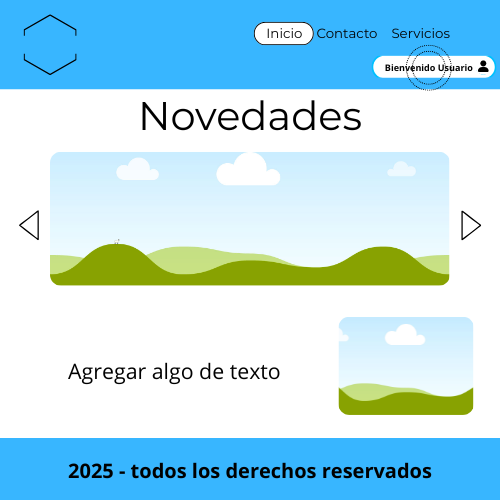 Inicio Contacto Servicios
Bienvenido Usuario
Novedades
Agregar algo de texto
2025 - todos los derechos reservados